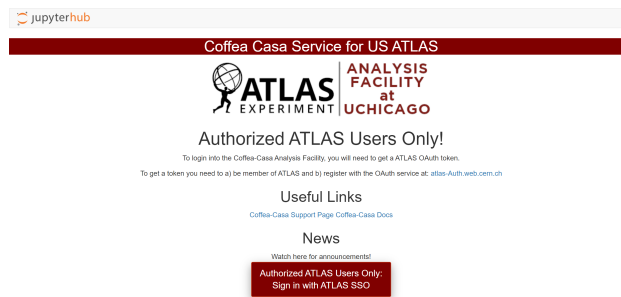 jupyterhub
Coffea Casa Service for US ATLAS
ATLAS
EXPERIMENT
ANALYSIS
FACILITY
at
UCHICAGO
Authorized ATLAS Users Only!
To login into the Coffea-Casa Analysis Facility, you will need to get a ATLAS OAuth token.
To get a token you need to a) be member of ATLAS and b) register with the OAuth service at: atlas-Auth.web.cern.ch
Useful Links
Coffea-Casa Support Page Coffea-Casa Docs
News
Watch here for announcements!
Authorized ATLAS Users Only:
Sign in with ATLAS SSO